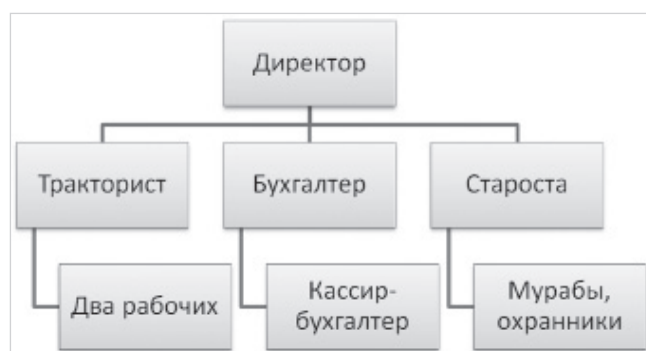 Директор
Тракторист
Бухгалтер
Староста
Два рабочих
Кассир-
бухгалтер
Мурабы,
охранники